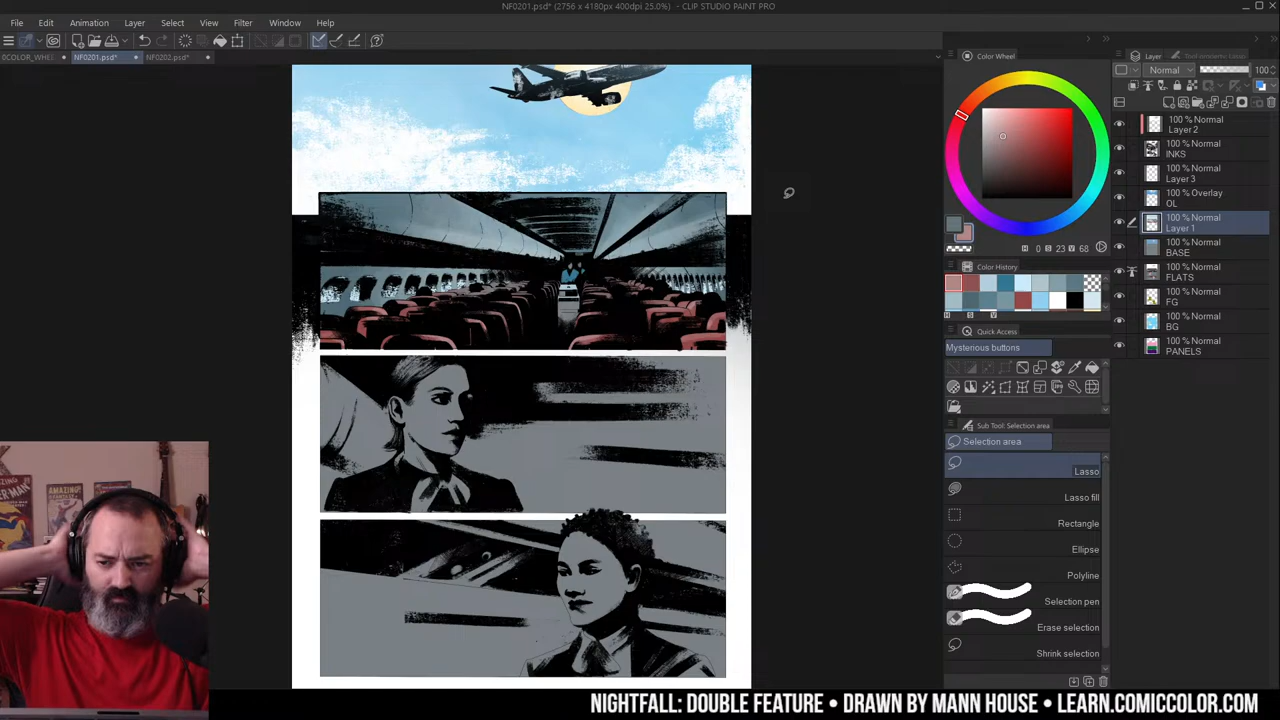 NF0201.psd* (2756 x 4180px 400dpi 25.0%) - CLIP STUDIO PAINT PRO
File Edit Animation Layer Select View Filter Window Help
0COLOR_WHE NF0201.psd* NF0202.psd*
Color Wheel
H 0 S 23 V 68
Color History
H S V
Quick Access
Mysterious buttons
Sub Tool: Selection area
Selection area
Lasso
Lasso fill
Rectangle
Ellipse
Polyline
Selection pen
Erase selection
Shrink selection
Layer
Normal 100
100 % Normal
Layer 2
100 % Normal
INKS
100 % Normal
Layer 3
100 % Overlay
OL
100 % Normal
Layer 1
100 % Normal
BASE
100 % Normal
FLATS
100 % Normal
FG
100 % Normal
BG
100 % Normal
PANELS
NIGHTFALL: DOUBLE FEATURE • DRAWN BY MANN HOUSE • LEARN.COMICCOLOR.COM